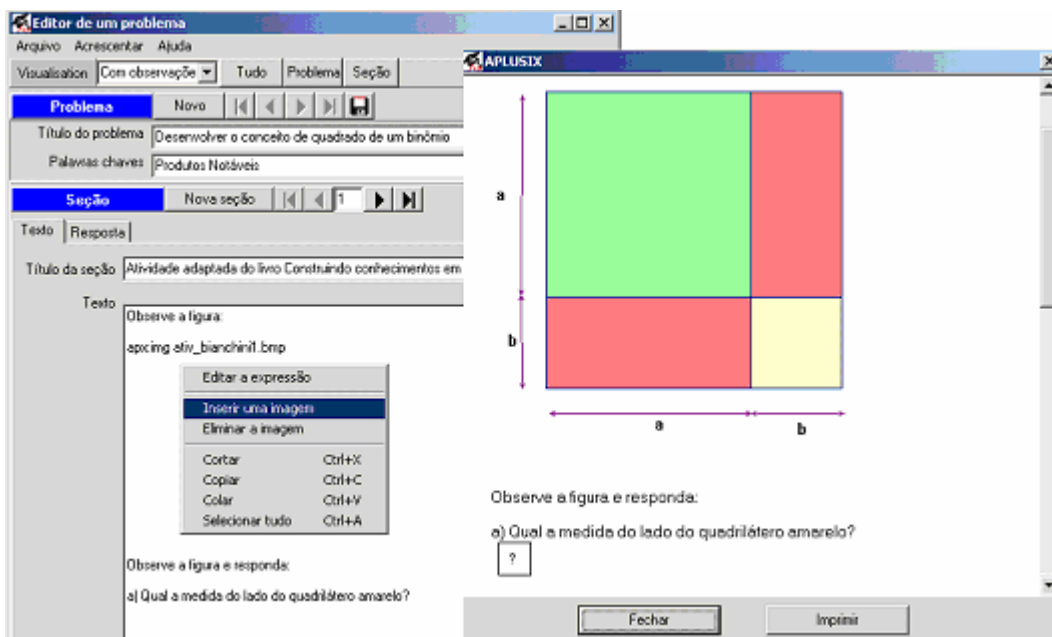 Editor de um problema
Arquivo Acrescentar Ajuda
Visualisation Com observaçõe Tudo Problema Seção
Problema Novo
Título do problema Desenvolver o conceito de quadrado de um binômio
Palavras chaves Produtos Notáveis
Seção Nova seção 1
Texto Resposta
Título da seção Atividade adaptada do livro Construindo conhecimentos em
Texto
Observe a figura:
apxcimg ativ_bianchini1.bmp
Editar a expressão
Inserir uma imagem
Eliminar a imagem
Cortar Ctrl+X
Copiar Ctrl+C
Colar Ctrl+V
Selecionar tudo Ctrl+A
Observe a figura e responda:
a) Qual a medida do lado do quadrilátero amarelo?
APLUSIX
a
b
a
b
Observe a figura e responda:
a) Qual a medida do lado do quadrilátero amarelo?
?
Fechar Imprimir